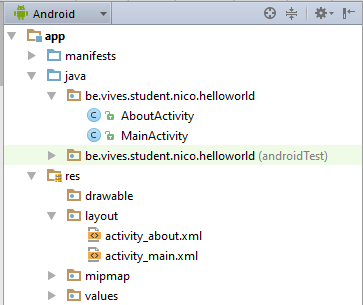 Android
app
manifests
java
be.vives.student.nico.helloworld
AboutActivity
MainActivity
be.vives.student.nico.helloworld (androidTest)
res
drawable
layout
activity_about.xml
activity_main.xml
mipmap
values